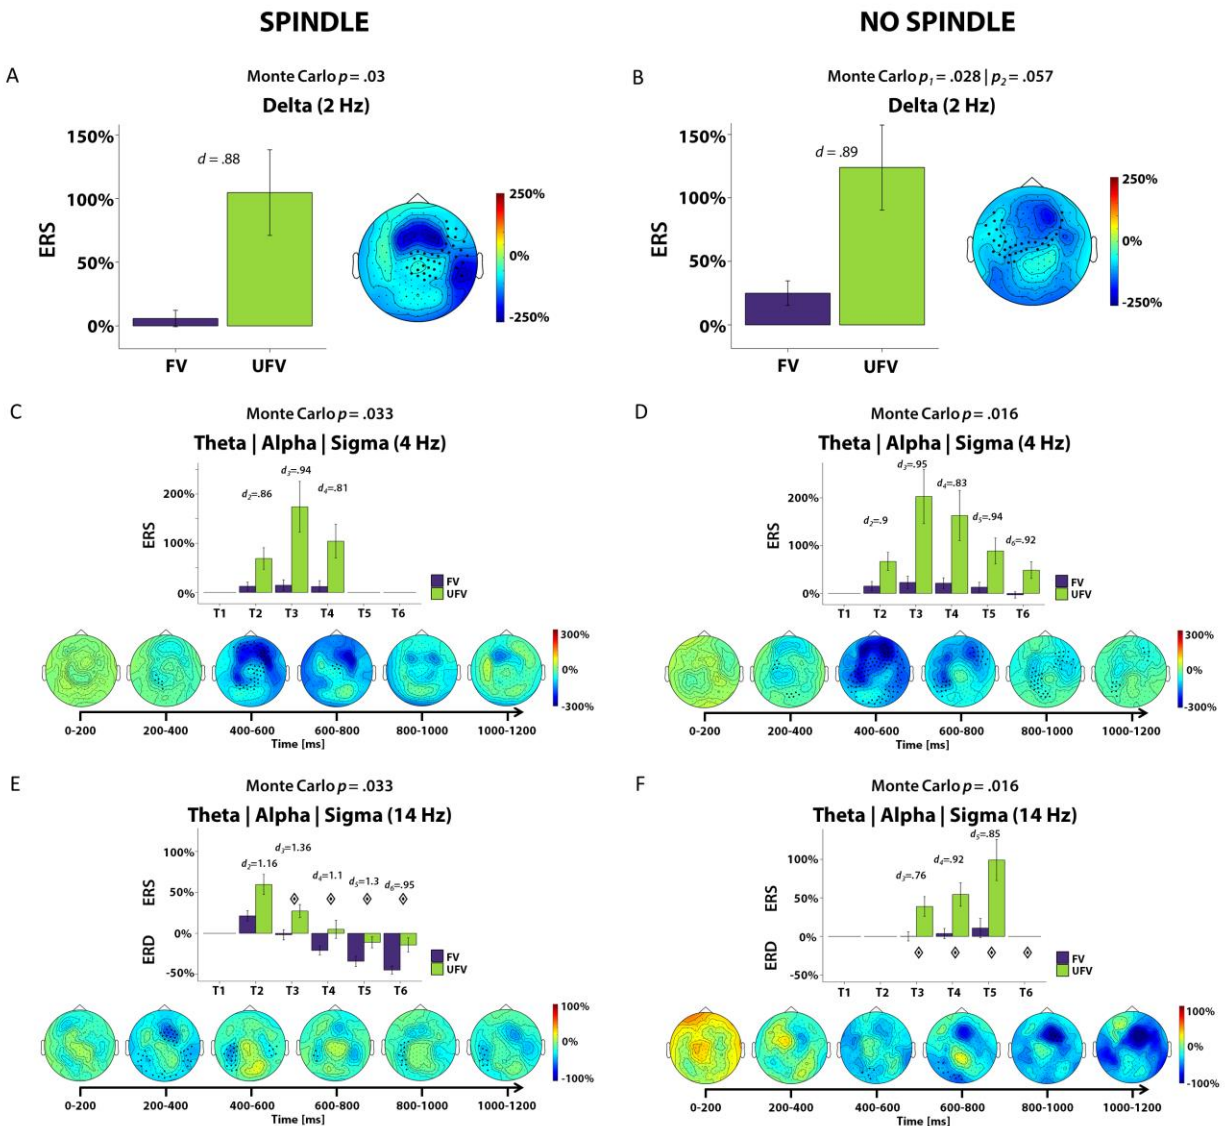 SPINDLE
NO SPINDLE
A
Monte Carlo p = .03
Delta (2 Hz)
150%
100%
50%
0%
ERS
d = .88
FV
UFV
250%
0%
-250%
B
Monte Carlo p1 = .028 | p2 = .057
Delta (2 Hz)
150%
100%
50%
0%
ERS
d = .89
FV
UFV
250%
0%
-250%
C
Monte Carlo p = .033
Theta | Alpha | Sigma (4 Hz)
200%
100%
0%
ERS
d2=.86
d3=.94
d4=.81
FV
UFV
T1 T2 T3 T4 T5 T6
300%
0%
-300%
0-200 200-400 400-600 600-800 800-1000 1000-1200
Time [ms]
D
Monte Carlo p = .016
Theta | Alpha | Sigma (4 Hz)
200%
100%
0%
ERS
d2=.9
d3=.95
d4=.83
d5=.94
d6=.92
FV
UFV
T1 T2 T3 T4 T5 T6
300%
0%
-300%
0-200 200-400 400-600 600-800 800-1000 1000-1200
Time [ms]
E
Monte Carlo p = .033
Theta | Alpha | Sigma (14 Hz)
100%
50%
0%
-50%
ERS
ERD
d2=1.16
d3=1.36
d4=1.1
d5=1.3
d6=.95
FV
UFV
T1 T2 T3 T4 T5 T6
100%
0%
-100%
0-200 200-400 400-600 600-800 800-1000 1000-1200
Time [ms]
F
Monte Carlo p = .016
Theta | Alpha | Sigma (14 Hz)
100%
50%
0%
-50%
ERS
ERD
d3=.76
d4=.92
d5=.85
FV
UFV
T1 T2 T3 T4 T5 T6
100%
0%
-100%
0-200 200-400 400-600 600-800 800-1000 1000-1200
Time [ms]